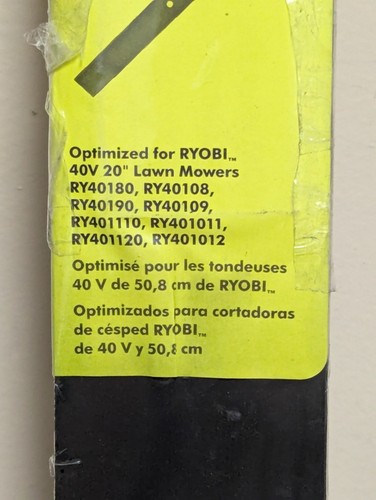 Optimized for RYOBI™
40V 20" Lawn Mowers
RY40180, RY40108,
RY40190, RY40109,
RY401110, RY401011,
RY401120, RY401012
Optimisé pour les tondeuses
40 V de 50,8 cm de RYOBI™
Optimizados para cortadoras
de césped RYOBI™
de 40 V y 50,8 cm